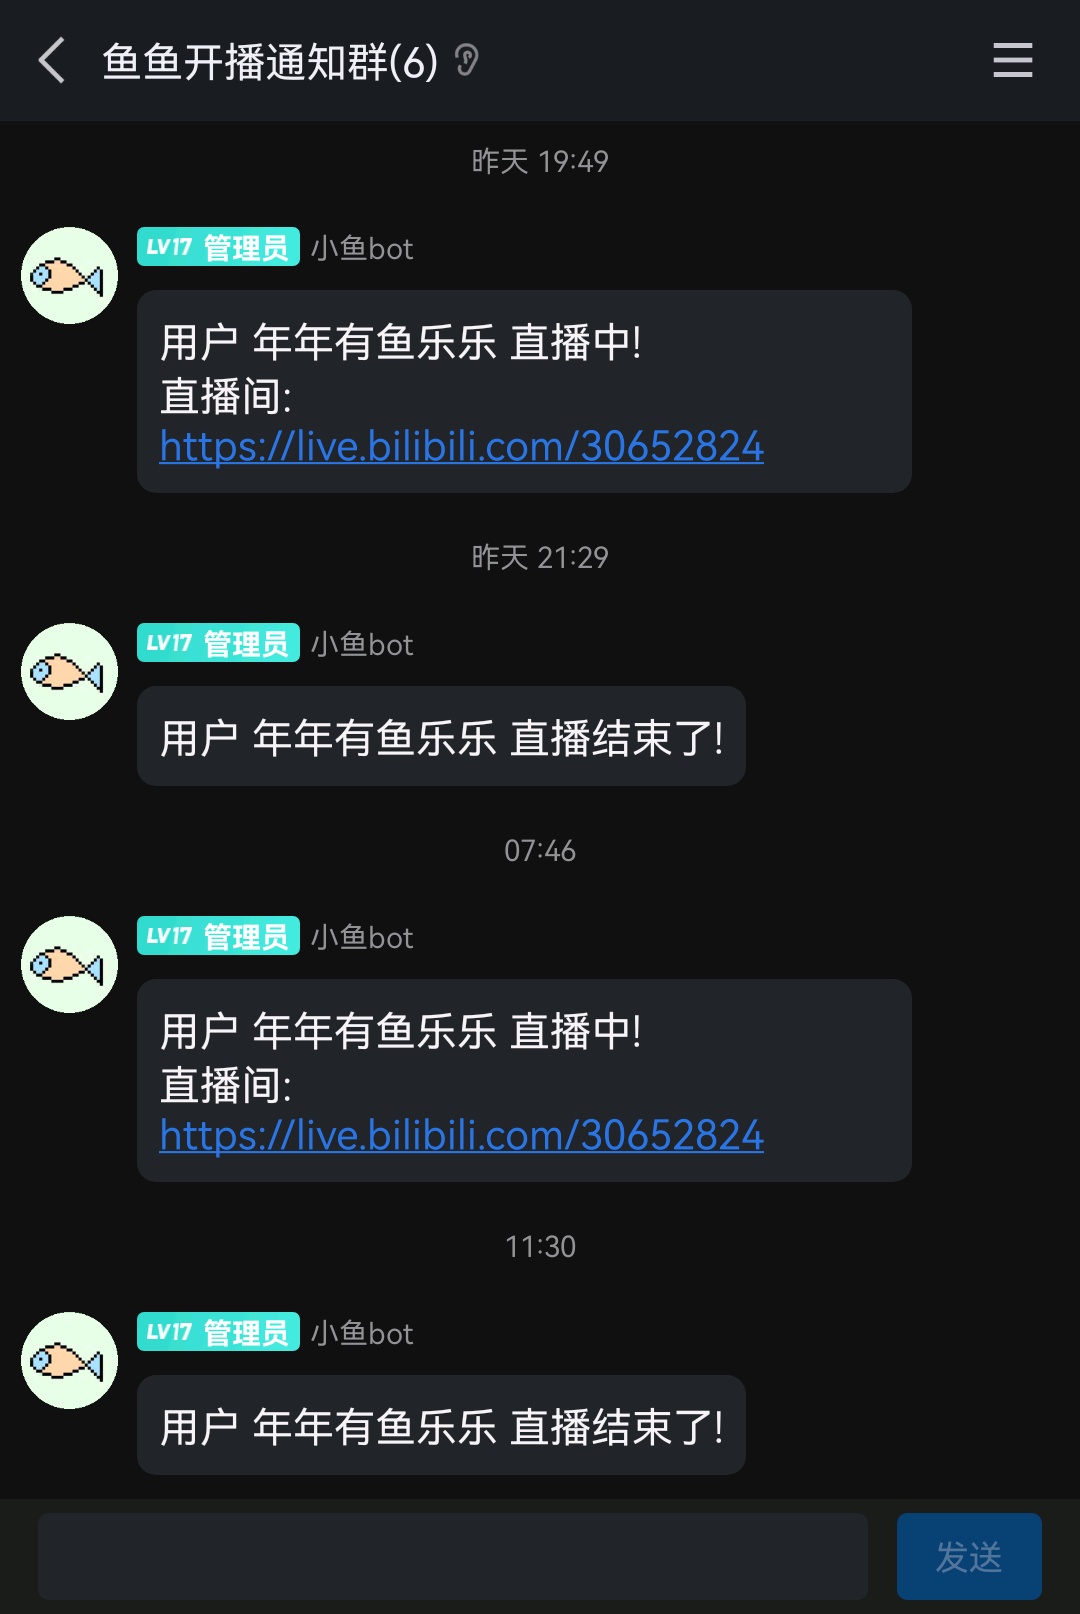 鱼鱼开播通知群(6)
昨天 19:49
LV17 管理员 小鱼bot
用户 年年有鱼乐乐 直播中!
直播间:
https://live.bilibili.com/30652824
昨天 21:29
LV17 管理员 小鱼bot
用户 年年有鱼乐乐 直播结束了!
07:46
LV17 管理员 小鱼bot
用户 年年有鱼乐乐 直播中!
直播间:
https://live.bilibili.com/30652824
11:30
LV17 管理员 小鱼bot
用户 年年有鱼乐乐 直播结束了!
发送